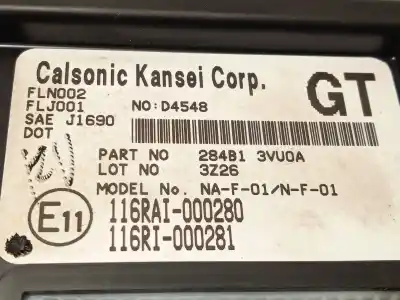 Calsonic Kansei Corp.
GT
FLN002
FLJ001
NO: D4548
SAE J1690
DOT
PART NO 284B1 3VU0A
LOT NO 3Z26
MODEL No. NA-F-01/N-F-01
E11
116RAI-000280
116RI-000281